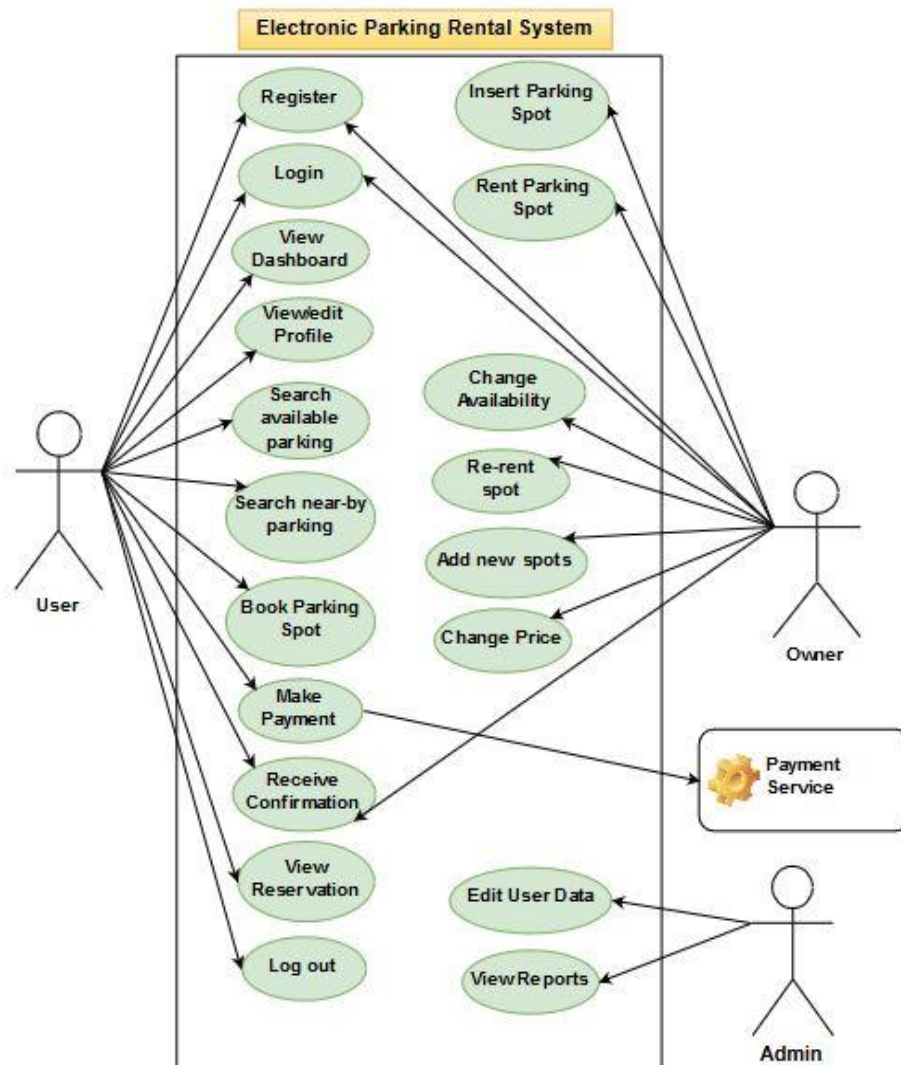 Electronic Parking Rental System
Register
Login
View
Dashboard
View/edit
Profile
Search
available
parking
Search near-by
parking
Book Parking
Spot
Make
Payment
Receive
Confirmation
View
Reservation
Log out
Insert Parking
Spot
Rent Parking
Spot
Change
Availability
Re-rent
spot
Add new spots
Change Price
Edit User Data
View Reports
User
Owner
Payment
Service
Admin